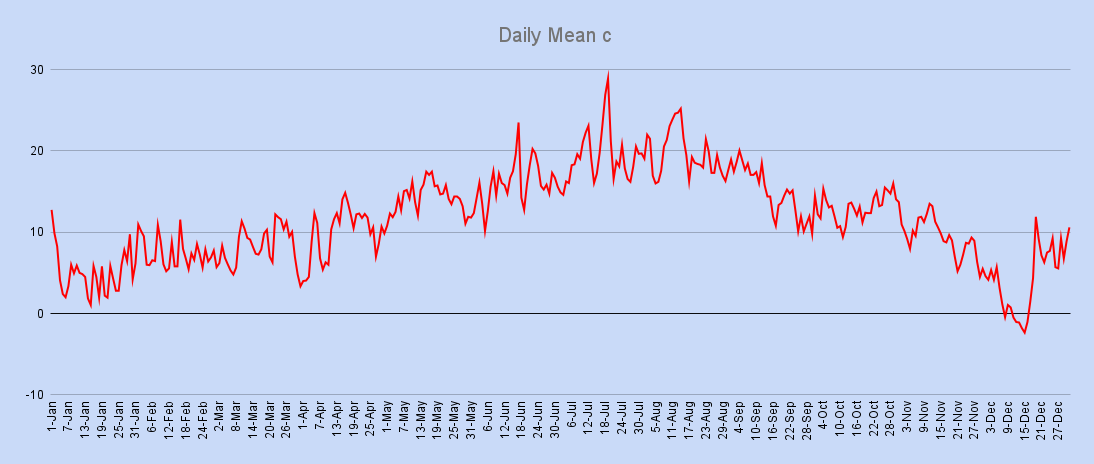 Daily Mean c
30
20
10
0
-10
1-Jan
7-Jan
13-Jan
19-Jan
25-Jan
31-Jan
6-Feb
12-Feb
18-Feb
24-Feb
2-Mar
8-Mar
14-Mar
20-Mar
26-Mar
1-Apr
7-Apr
13-Apr
19-Apr
25-Apr
1-May
7-May
13-May
19-May
25-May
31-May
6-Jun
12-Jun
18-Jun
24-Jun
30-Jun
6-Jul
12-Jul
18-Jul
24-Jul
30-Jul
5-Aug
11-Aug
17-Aug
23-Aug
29-Aug
4-Sep
10-Sep
16-Sep
22-Sep
28-Sep
4-Oct
10-Oct
16-Oct
22-Oct
28-Oct
3-Nov
9-Nov
15-Nov
21-Nov
27-Nov
3-Dec
9-Dec
15-Dec
21-Dec
27-Dec